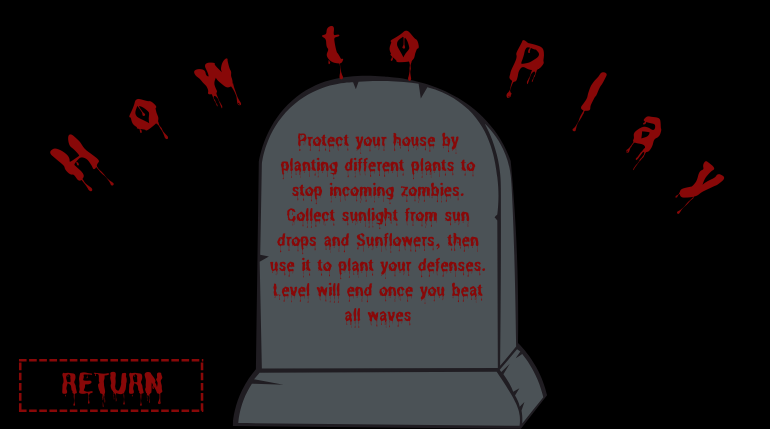 How to Play
Protect your house by
planting different plants to
stop incoming zombies.
Collect sunlight from sun
drops and Sunflowers, then
use it to plant your defenses.
Level will end once you beat
all waves
RETURN